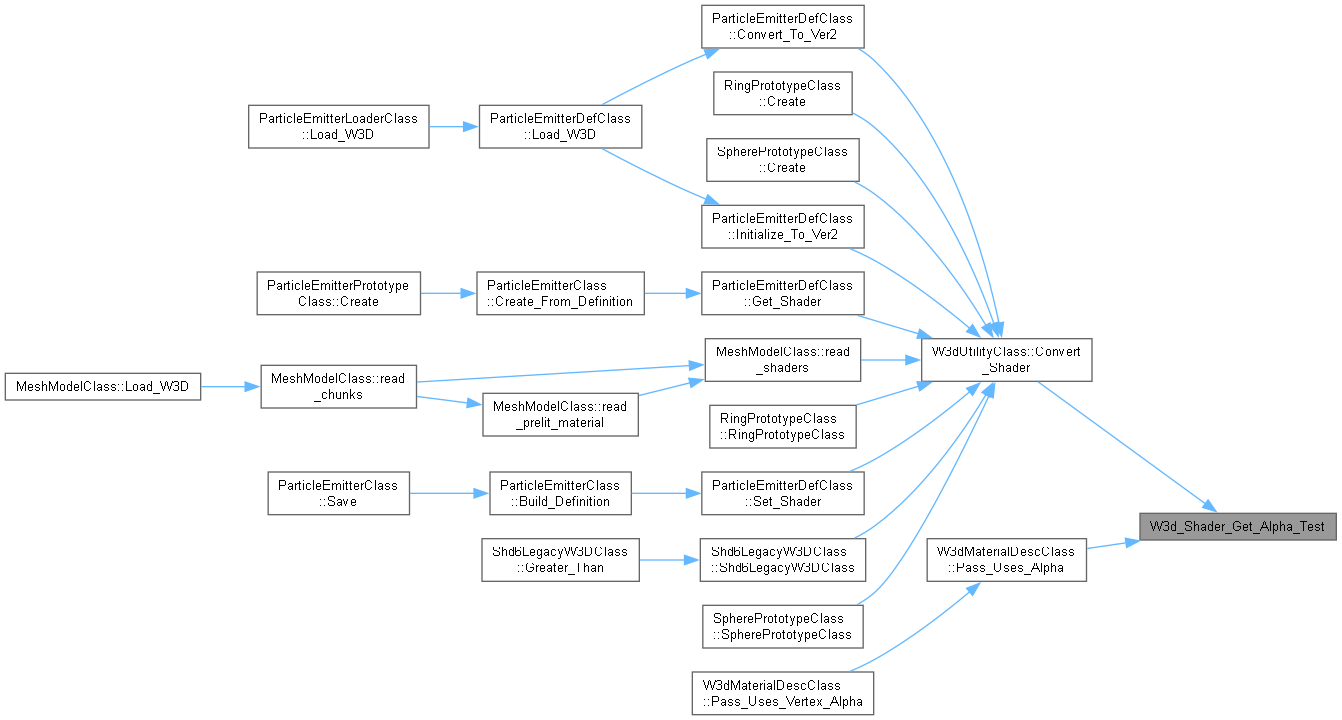 ParticleEmitterDefClass
::Convert_To_Ver2
RingPrototypeClass
::Create
ParticleEmitterLoaderClass
::Load_W3D
ParticleEmitterDefClass
::Load_W3D
SpherePrototypeClass
::Create
ParticleEmitterDefClass
::Initialize_To_Ver2
ParticleEmitterPrototype
Class::Create
ParticleEmitterClass
::Create_From_Definition
ParticleEmitterDefClass
::Get_Shader
W3dUtilityClass::Convert
_Shader
MeshModelClass::Load_W3D
MeshModelClass::read
_chunks
MeshModelClass::read
_shaders
MeshModelClass::read
_prelit_material
RingPrototypeClass
::RingPrototypeClass
ParticleEmitterClass
::Save
ParticleEmitterClass
::Build_Definition
ParticleEmitterDefClass
::Set_Shader
W3d_Shader_Get_Alpha_Test
Shd6LegacyW3DClass
::Greater_Than
Shd6LegacyW3DClass
::Shd6LegacyW3DClass
W3dMaterialDescClass
::Pass_Uses_Alpha
SpherePrototypeClass
::SpherePrototypeClass
W3dMaterialDescClass
::Pass_Uses_Vertex_Alpha